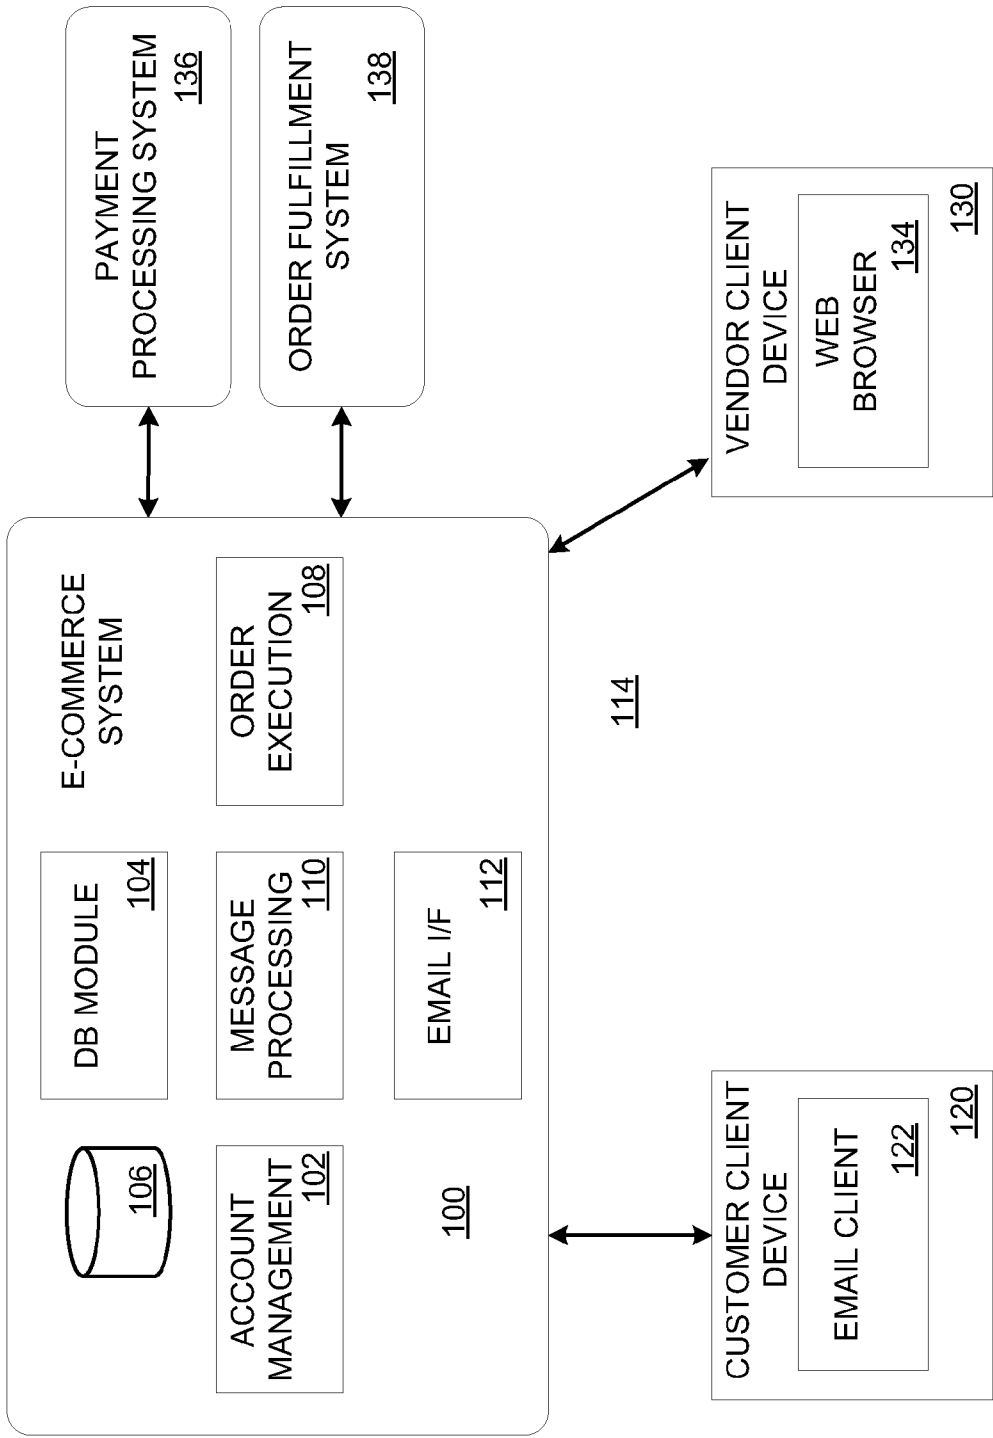 E-COMMERCE
SYSTEM
106
DB MODULE
104
ACCOUNT
MANAGEMENT
102
MESSAGE
PROCESSING
110
ORDER
EXECUTION
108
EMAIL I/F
112
100
PAYMENT
PROCESSING SYSTEM
136
ORDER FULFILLMENT
SYSTEM
138
114
CUSTOMER CLIENT
DEVICE
EMAIL CLIENT
122
120
VENDOR CLIENT
DEVICE
WEB
BROWSER
134
130